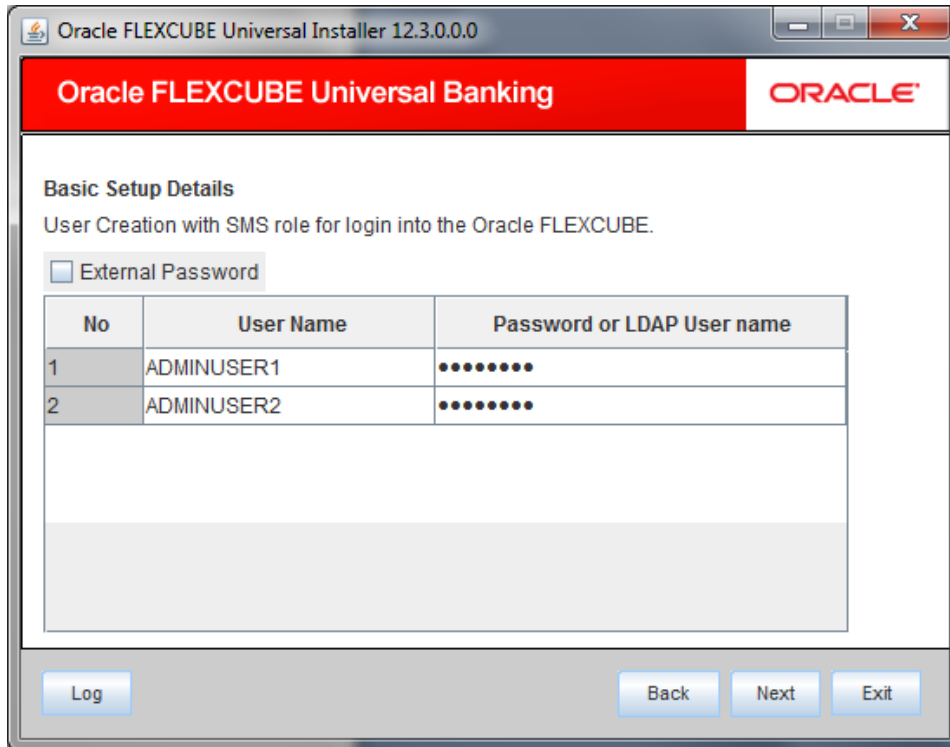 Oracle FLEXCUBE Universal Installer 12.3.0.0.0
Oracle FLEXCUBE Universal Banking
ORACLE
Basic Setup Details
User Creation with SMS role for login into the Oracle FLEXCUBE.
External Password
No User Name Password or LDAP User name
1 ADMINUSER1 ••••••••
2 ADMINUSER2 ••••••••
Log Back Next Exit